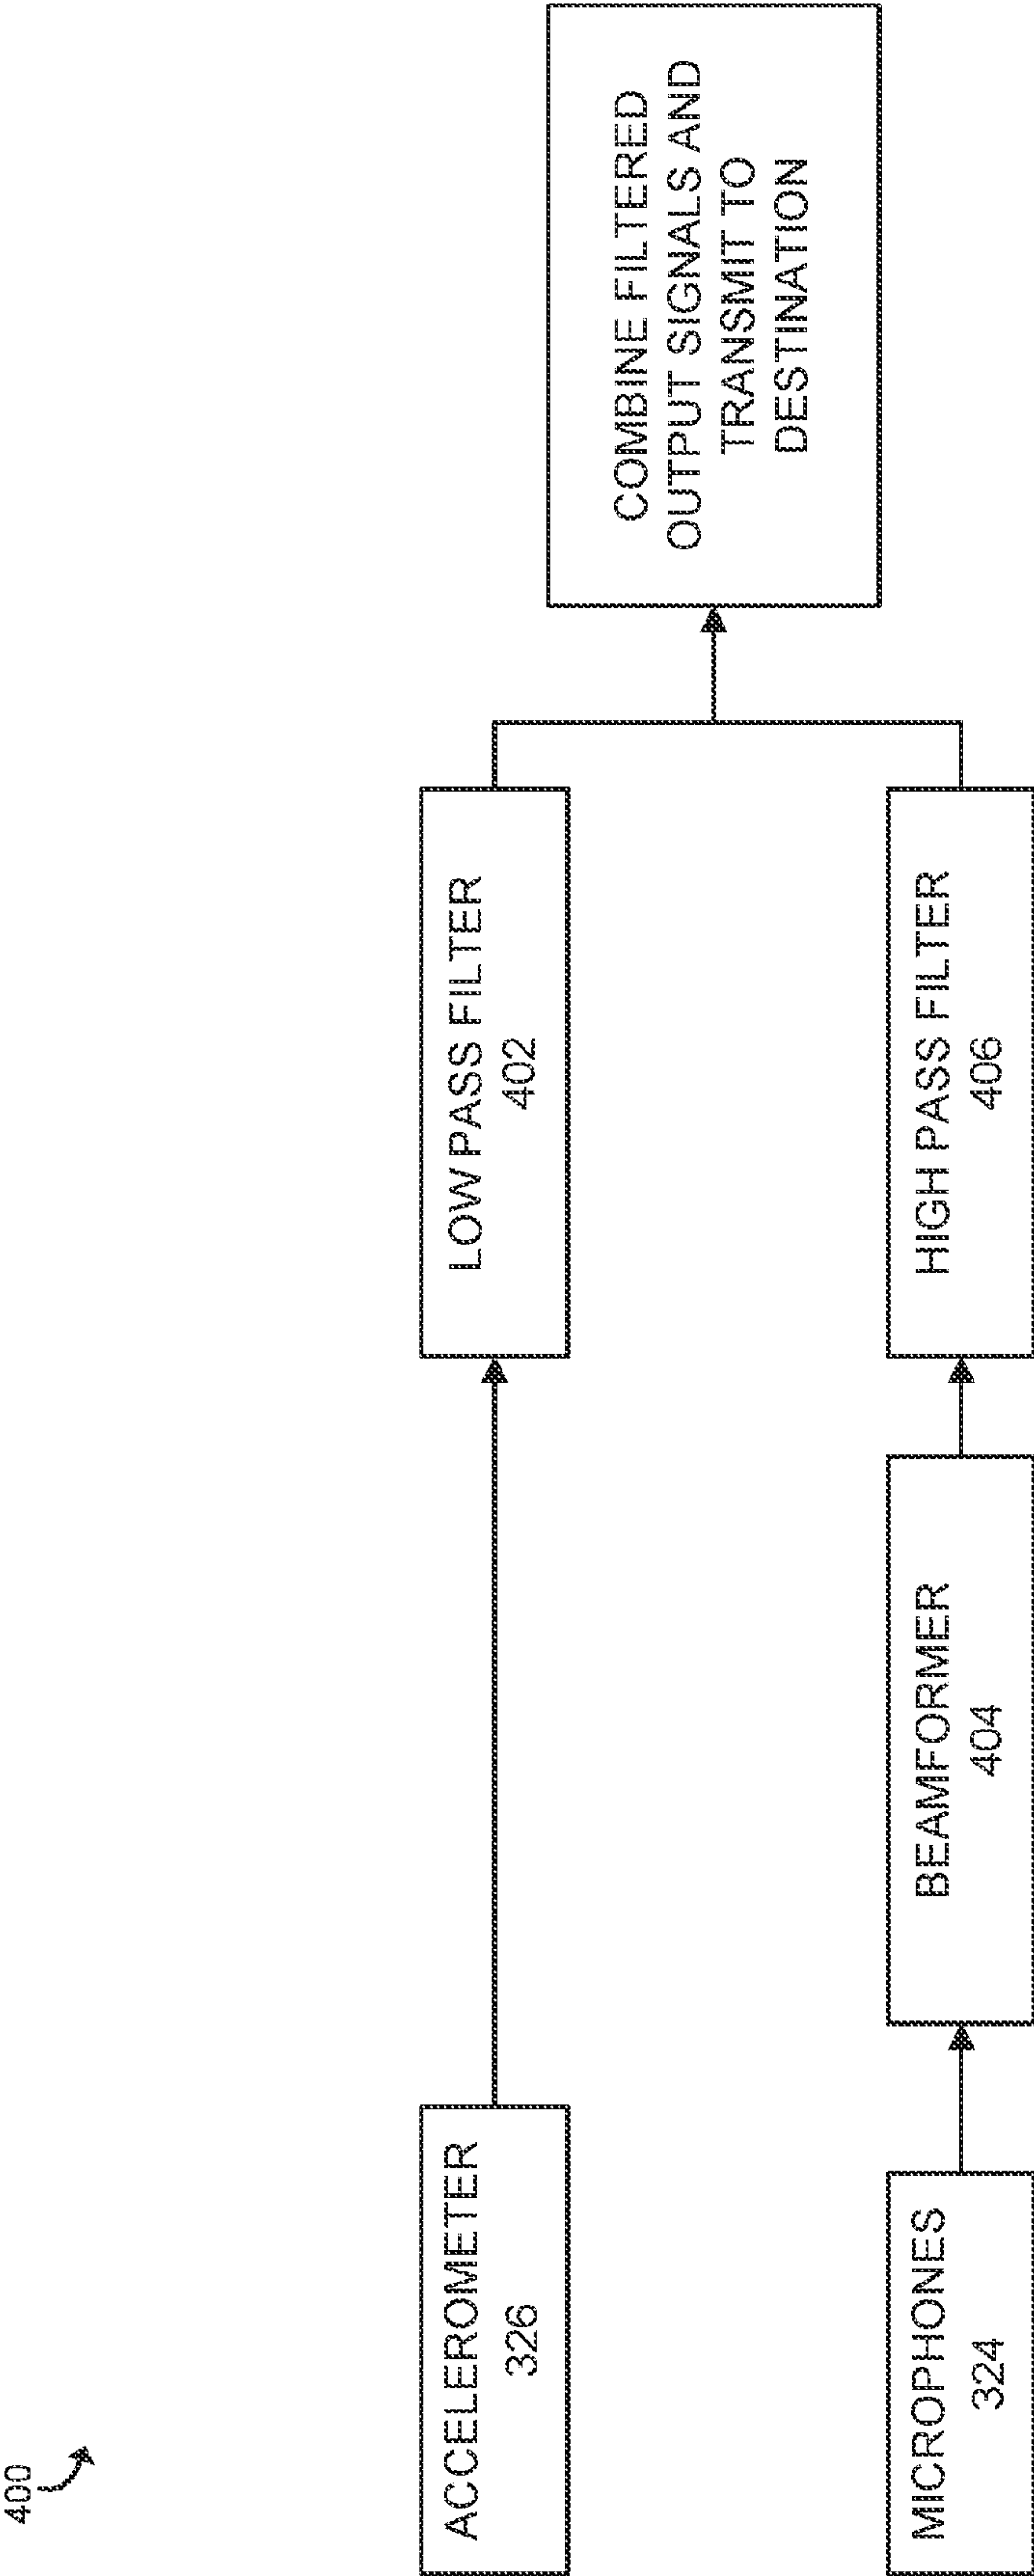 400
ACCELEROMETER
326
LOW PASS FILTER
402
MICROPHONES
324
BEAMFORMER
404
HIGH PASS FILTER
406
COMBINE FILTERED
OUTPUT SIGNALS AND
TRANSMIT TO
DESTINATION